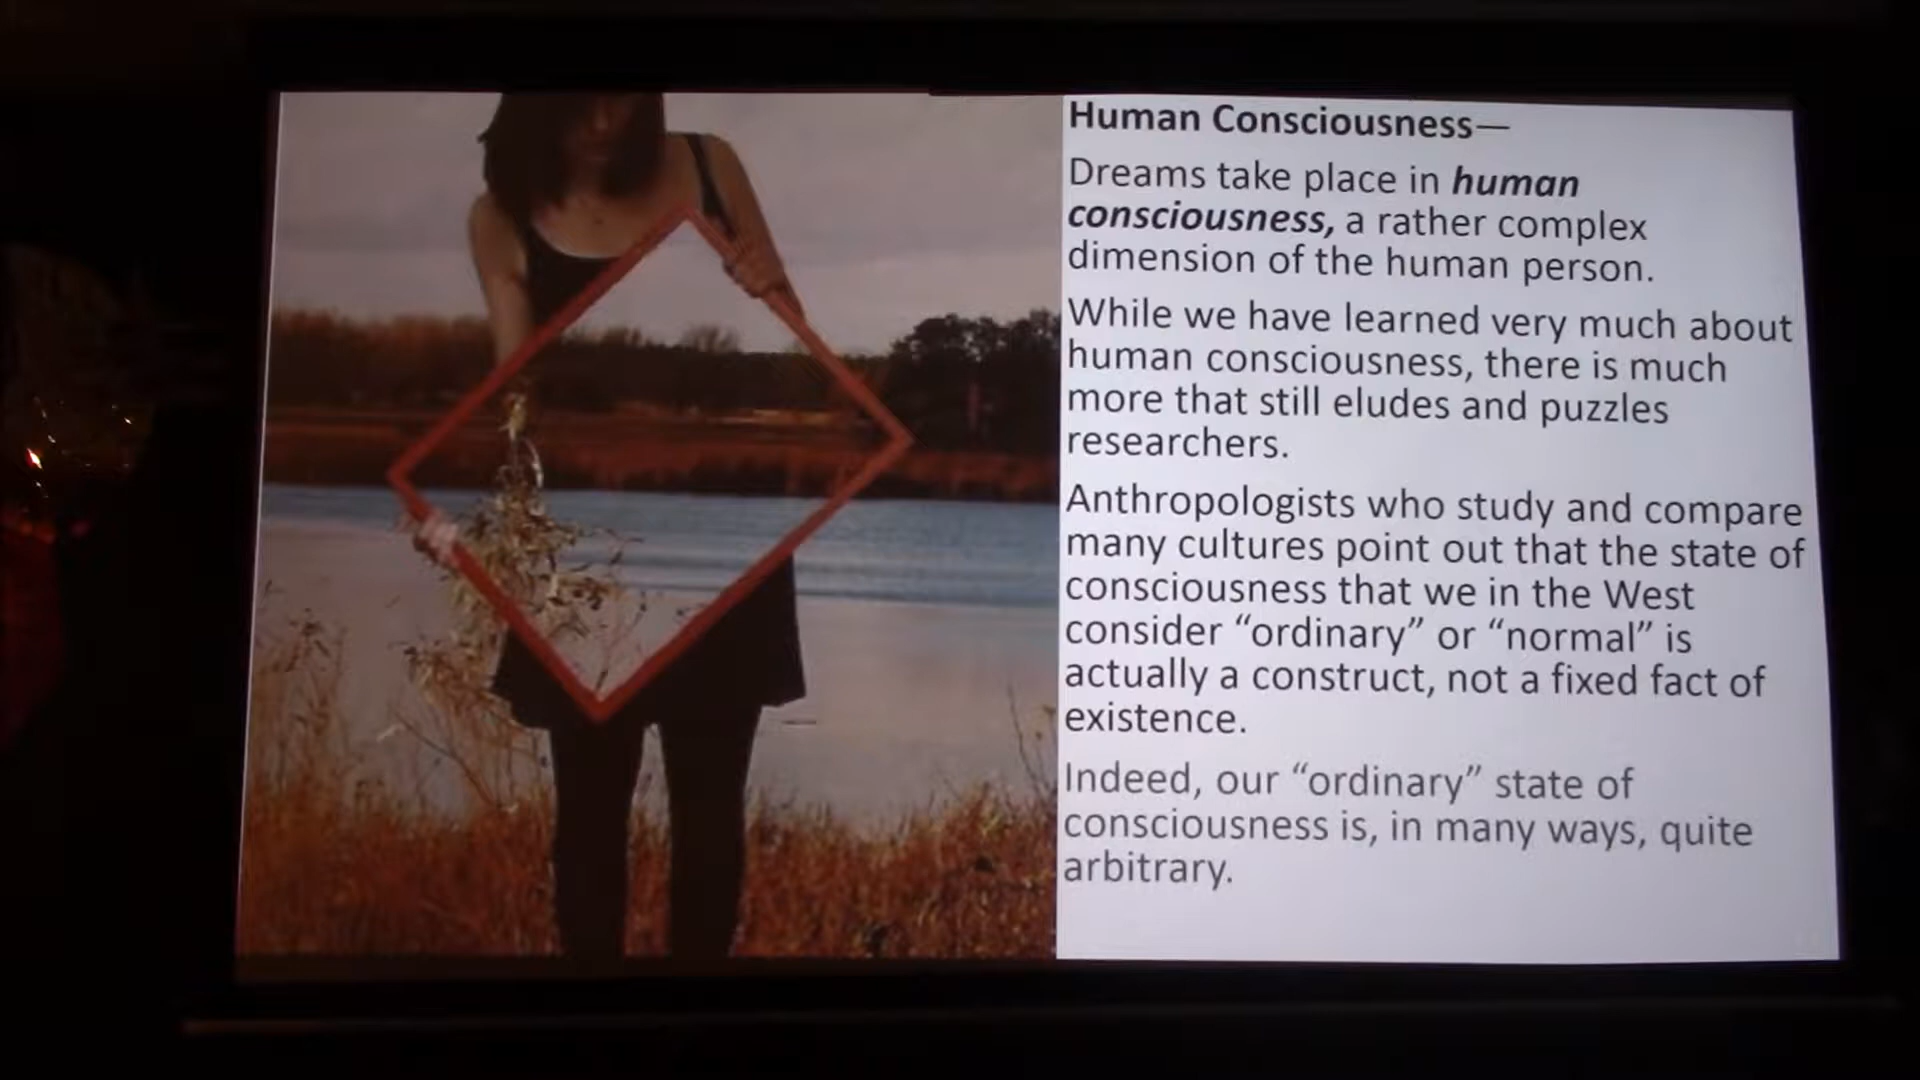 Human Consciousness—
Dreams take place in human
consciousness, a rather complex
dimension of the human person.
While we have learned very much about
human consciousness, there is much
more that still eludes and puzzles
researchers.
Anthropologists who study and compare
many cultures point out that the state of
consciousness that we in the West
consider “ordinary” or “normal” is
actually a construct, not a fixed fact of
existence.
Indeed, our “ordinary” state of
consciousness is, in many ways, quite
arbitrary.